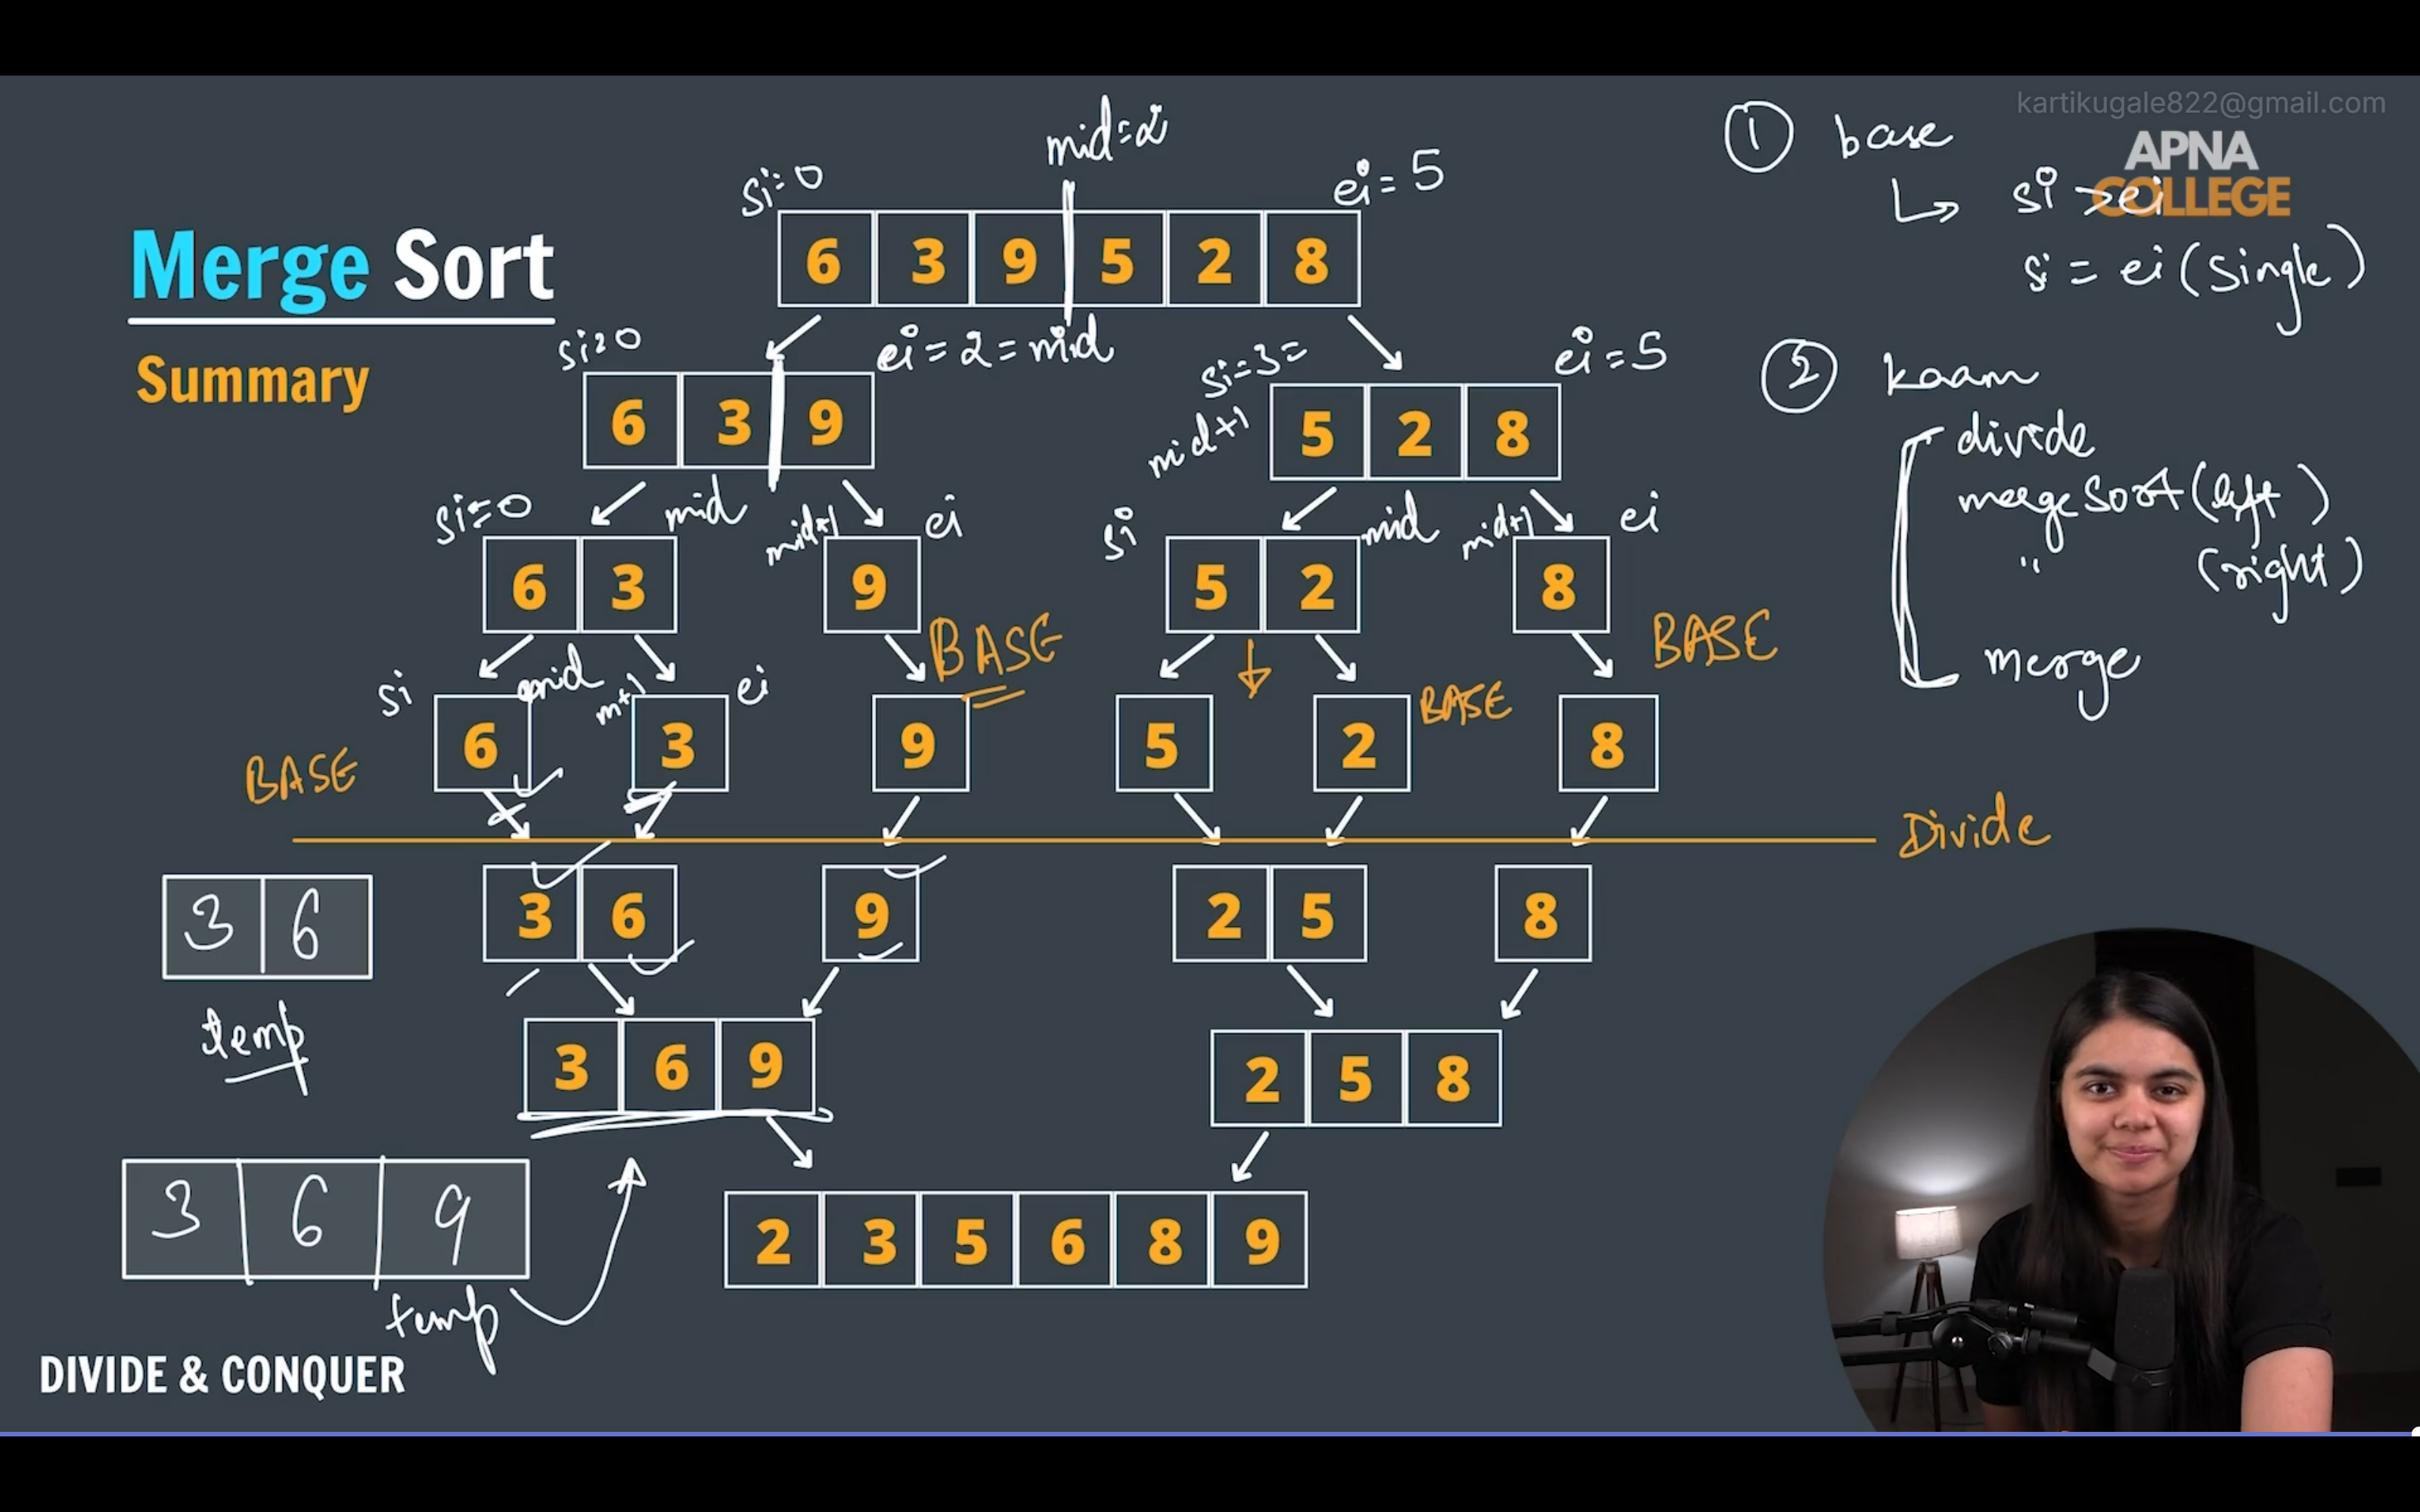 kartikugale822@gmail.com
APNA
COLLEGE
Merge Sort
Summary
mid=2
si=0
ei=5
6 3 9 5 2 8
si=0
ei=2=mid
si=3=
mid+1
ei=5
6 3 9
5 2 8
si=0
mid
mid+1
ei
si
mid
mid+1
ei
6 3
9
5 2
8
BASE
BASE
si
mid
m+1
ei
BASE
6
3
9
5
2
8
BASE
Divide
3 6
temp
3 6
9
2 5
8
3 6 9
2 5 8
3 6 9
temp
2 3 5 6 8 9
DIVIDE & CONQUER
① base
↳ si >ei
si = ei (single)
② kaam
divide
mergeSort(left )
" (right)
merge